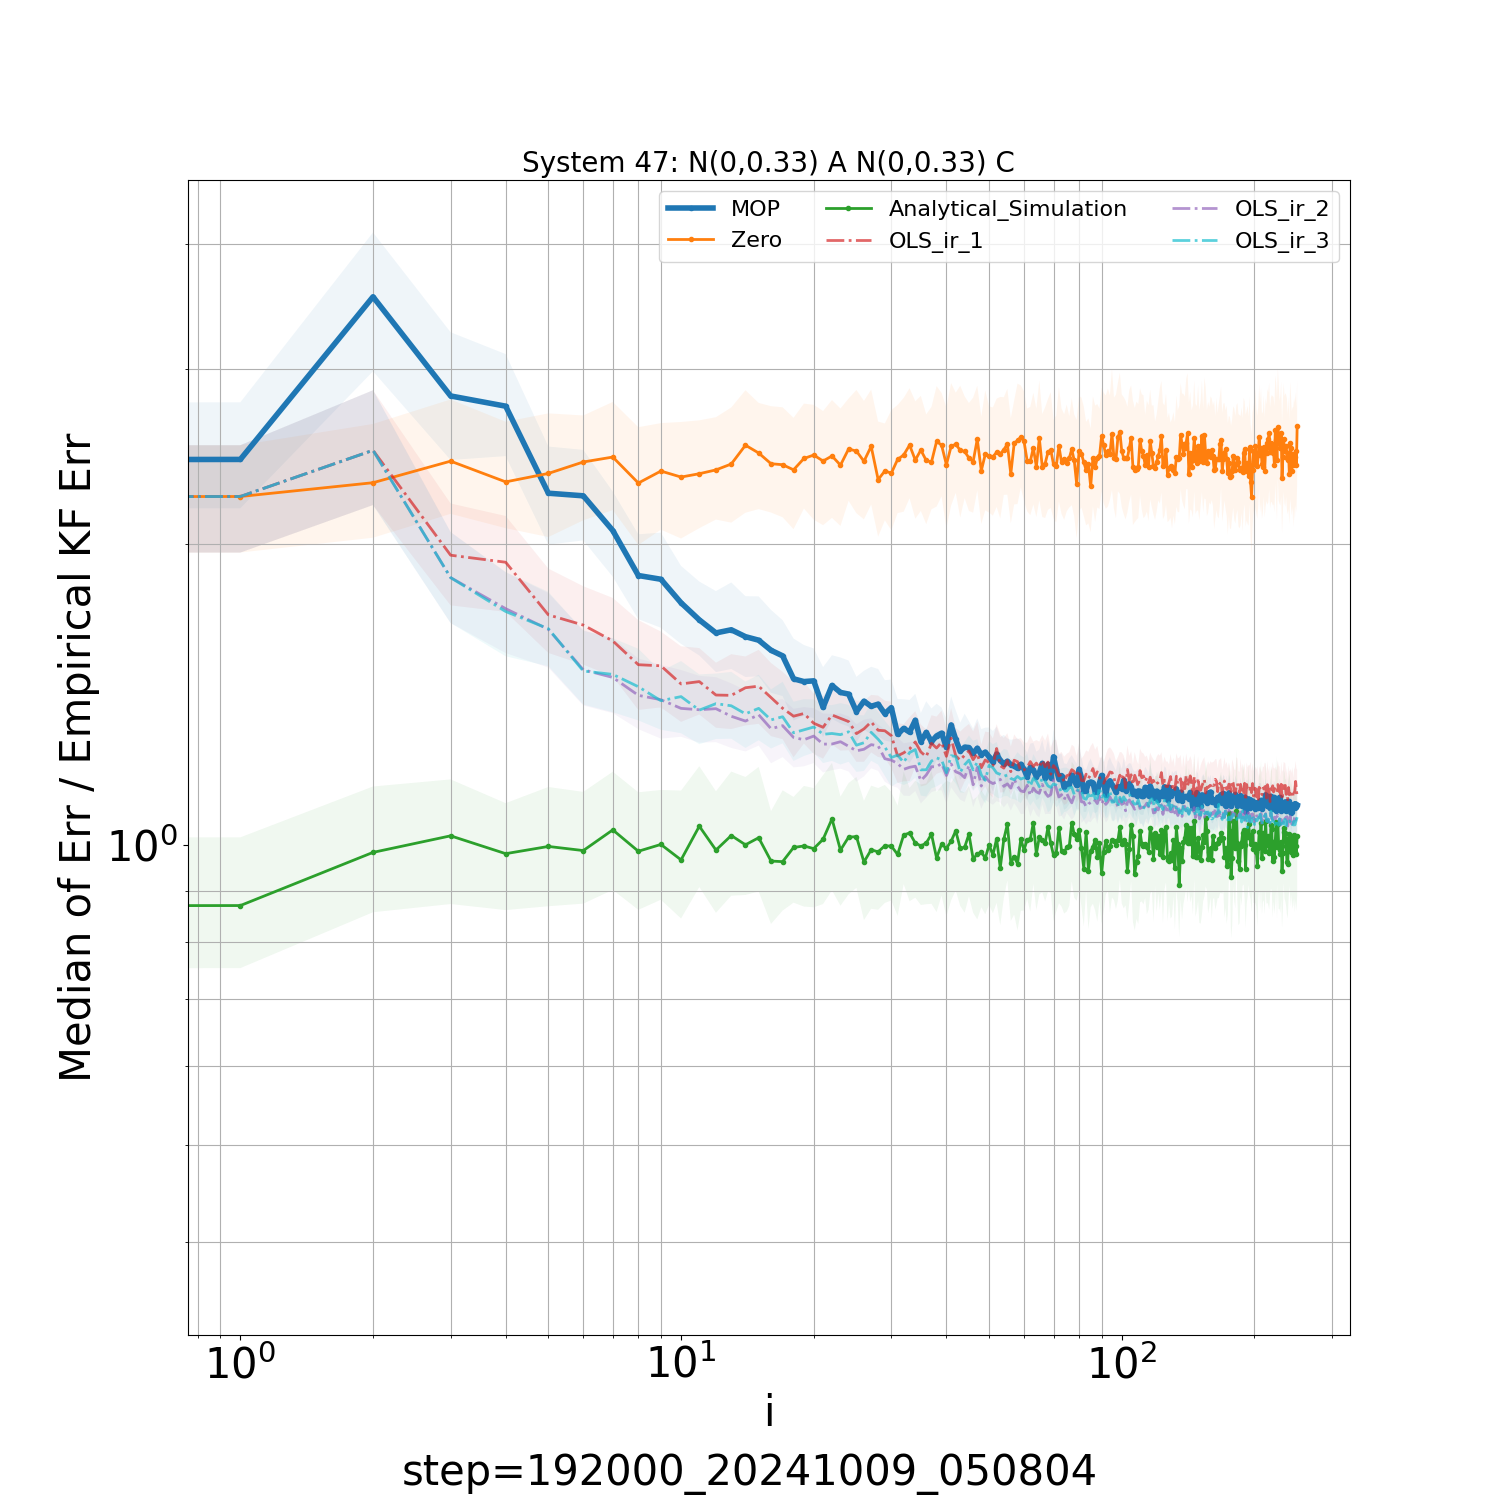 System 47: N(0,0.33) A N(0,0.33) C
MOP
Zero
Analytical_Simulation
OLS_ir_1
OLS_ir_2
OLS_ir_3
Median of Err / Empirical KF Err
10⁰
10⁰ 10¹ 10²
i
step=192000_20241009_050804